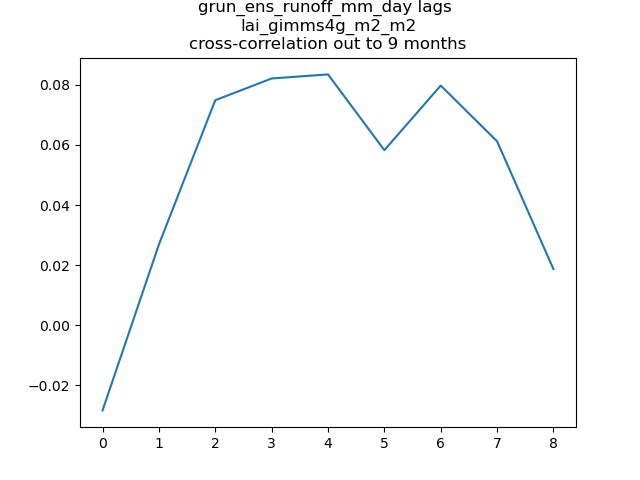 grun_ens_runoff_mm_day lags
lai_gimms4g_m2_m2
cross-correlation out to 9 months
0.08
0.06
0.04
0.02
0.00
−0.02
0 1 2 3 4 5 6 7 8